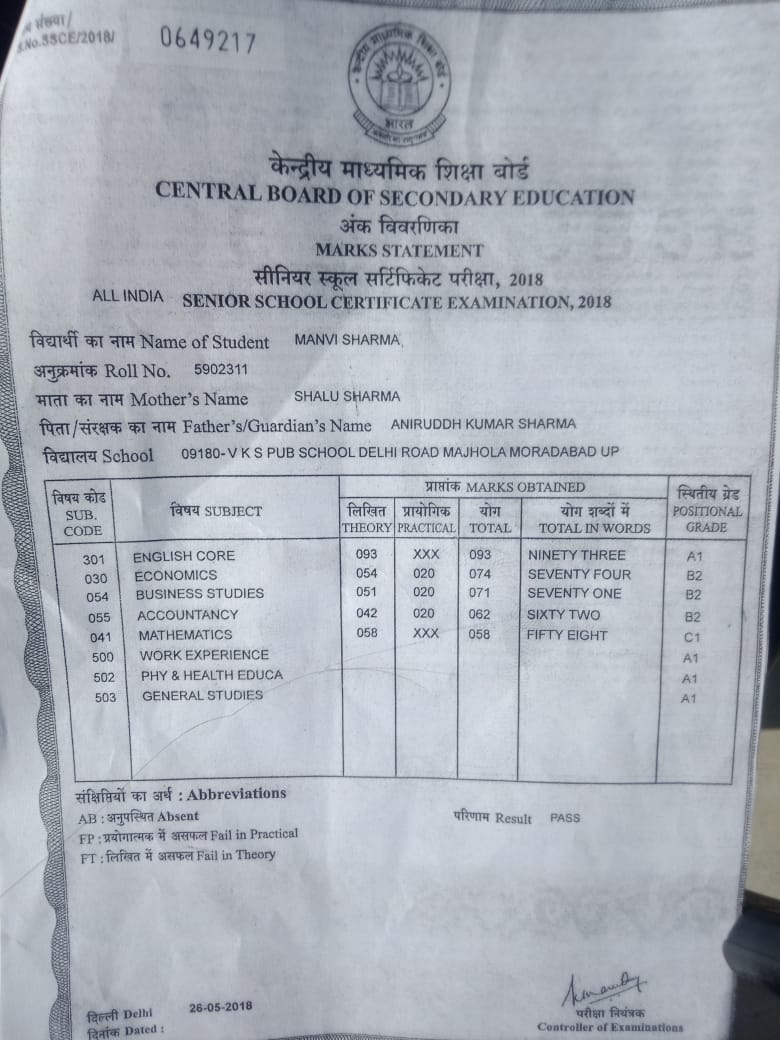 संख्या/
S.No.SSCE/2018/ 0649217
भारत
केन्द्रीय माध्यमिक शिक्षा बोर्ड
CENTRAL BOARD OF SECONDARY EDUCATION
अंक विवरणिका
MARKS STATEMENT
सीनियर स्कूल सर्टिफिकेट परीक्षा, 2018
ALL INDIA SENIOR SCHOOL CERTIFICATE EXAMINATION, 2018
विद्यार्थी का नाम Name of Student MANVI SHARMA
अनुक्रमांक Roll No. 5902311
माता का नाम Mother's Name SHALU SHARMA
पिता/संरक्षक का नाम Father's/Guardian's Name ANIRUDDH KUMAR SHARMA
विद्यालय School 09180- V K S PUB SCHOOL DELHI ROAD MAJHOLA MORADABAD UP
विषय कोड SUB. CODE विषय SUBJECT प्राप्तांक MARKS OBTAINED स्थितीय ग्रेड POSITIONAL GRADE
लिखित THEORY प्रायोगिक PRACTICAL योग TOTAL योग शब्दों में TOTAL IN WORDS
301 ENGLISH CORE 093 XXX 093 NINETY THREE A1
030 ECONOMICS 054 020 074 SEVENTY FOUR B2
054 BUSINESS STUDIES 051 020 071 SEVENTY ONE B2
055 ACCOUNTANCY 042 020 062 SIXTY TWO B2
041 MATHEMATICS 058 XXX 058 FIFTY EIGHT C1
500 WORK EXPERIENCE A1
502 PHY & HEALTH EDUCA A1
503 GENERAL STUDIES A1
संक्षिप्तियों का अर्थ : Abbreviations
AB : अनुपस्थित Absent परिणाम Result PASS
FP : प्रयोगात्मक में असफल Fail in Practical
FT : लिखित में असफल Fail in Theory
दिल्ली Delhi 26-05-2018
दिनांक Dated :
परीक्षा नियंत्रक
Controller of Examinations